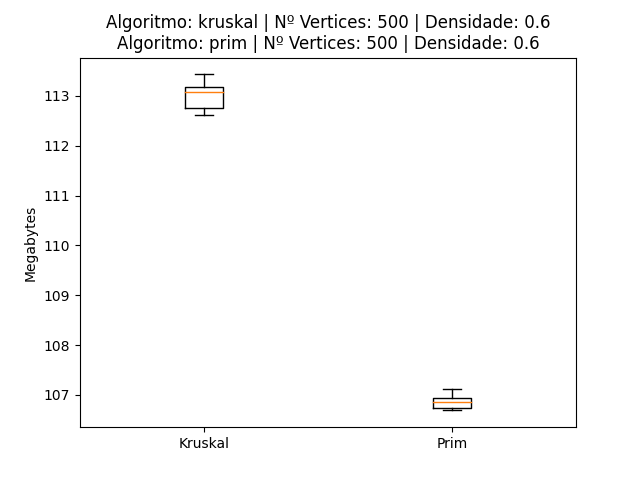 Algoritmo: kruskal | Nº Vertices: 500 | Densidade: 0.6
Algoritmo: prim | Nº Vertices: 500 | Densidade: 0.6
Megabytes
113
112
111
110
109
108
107
Kruskal
Prim